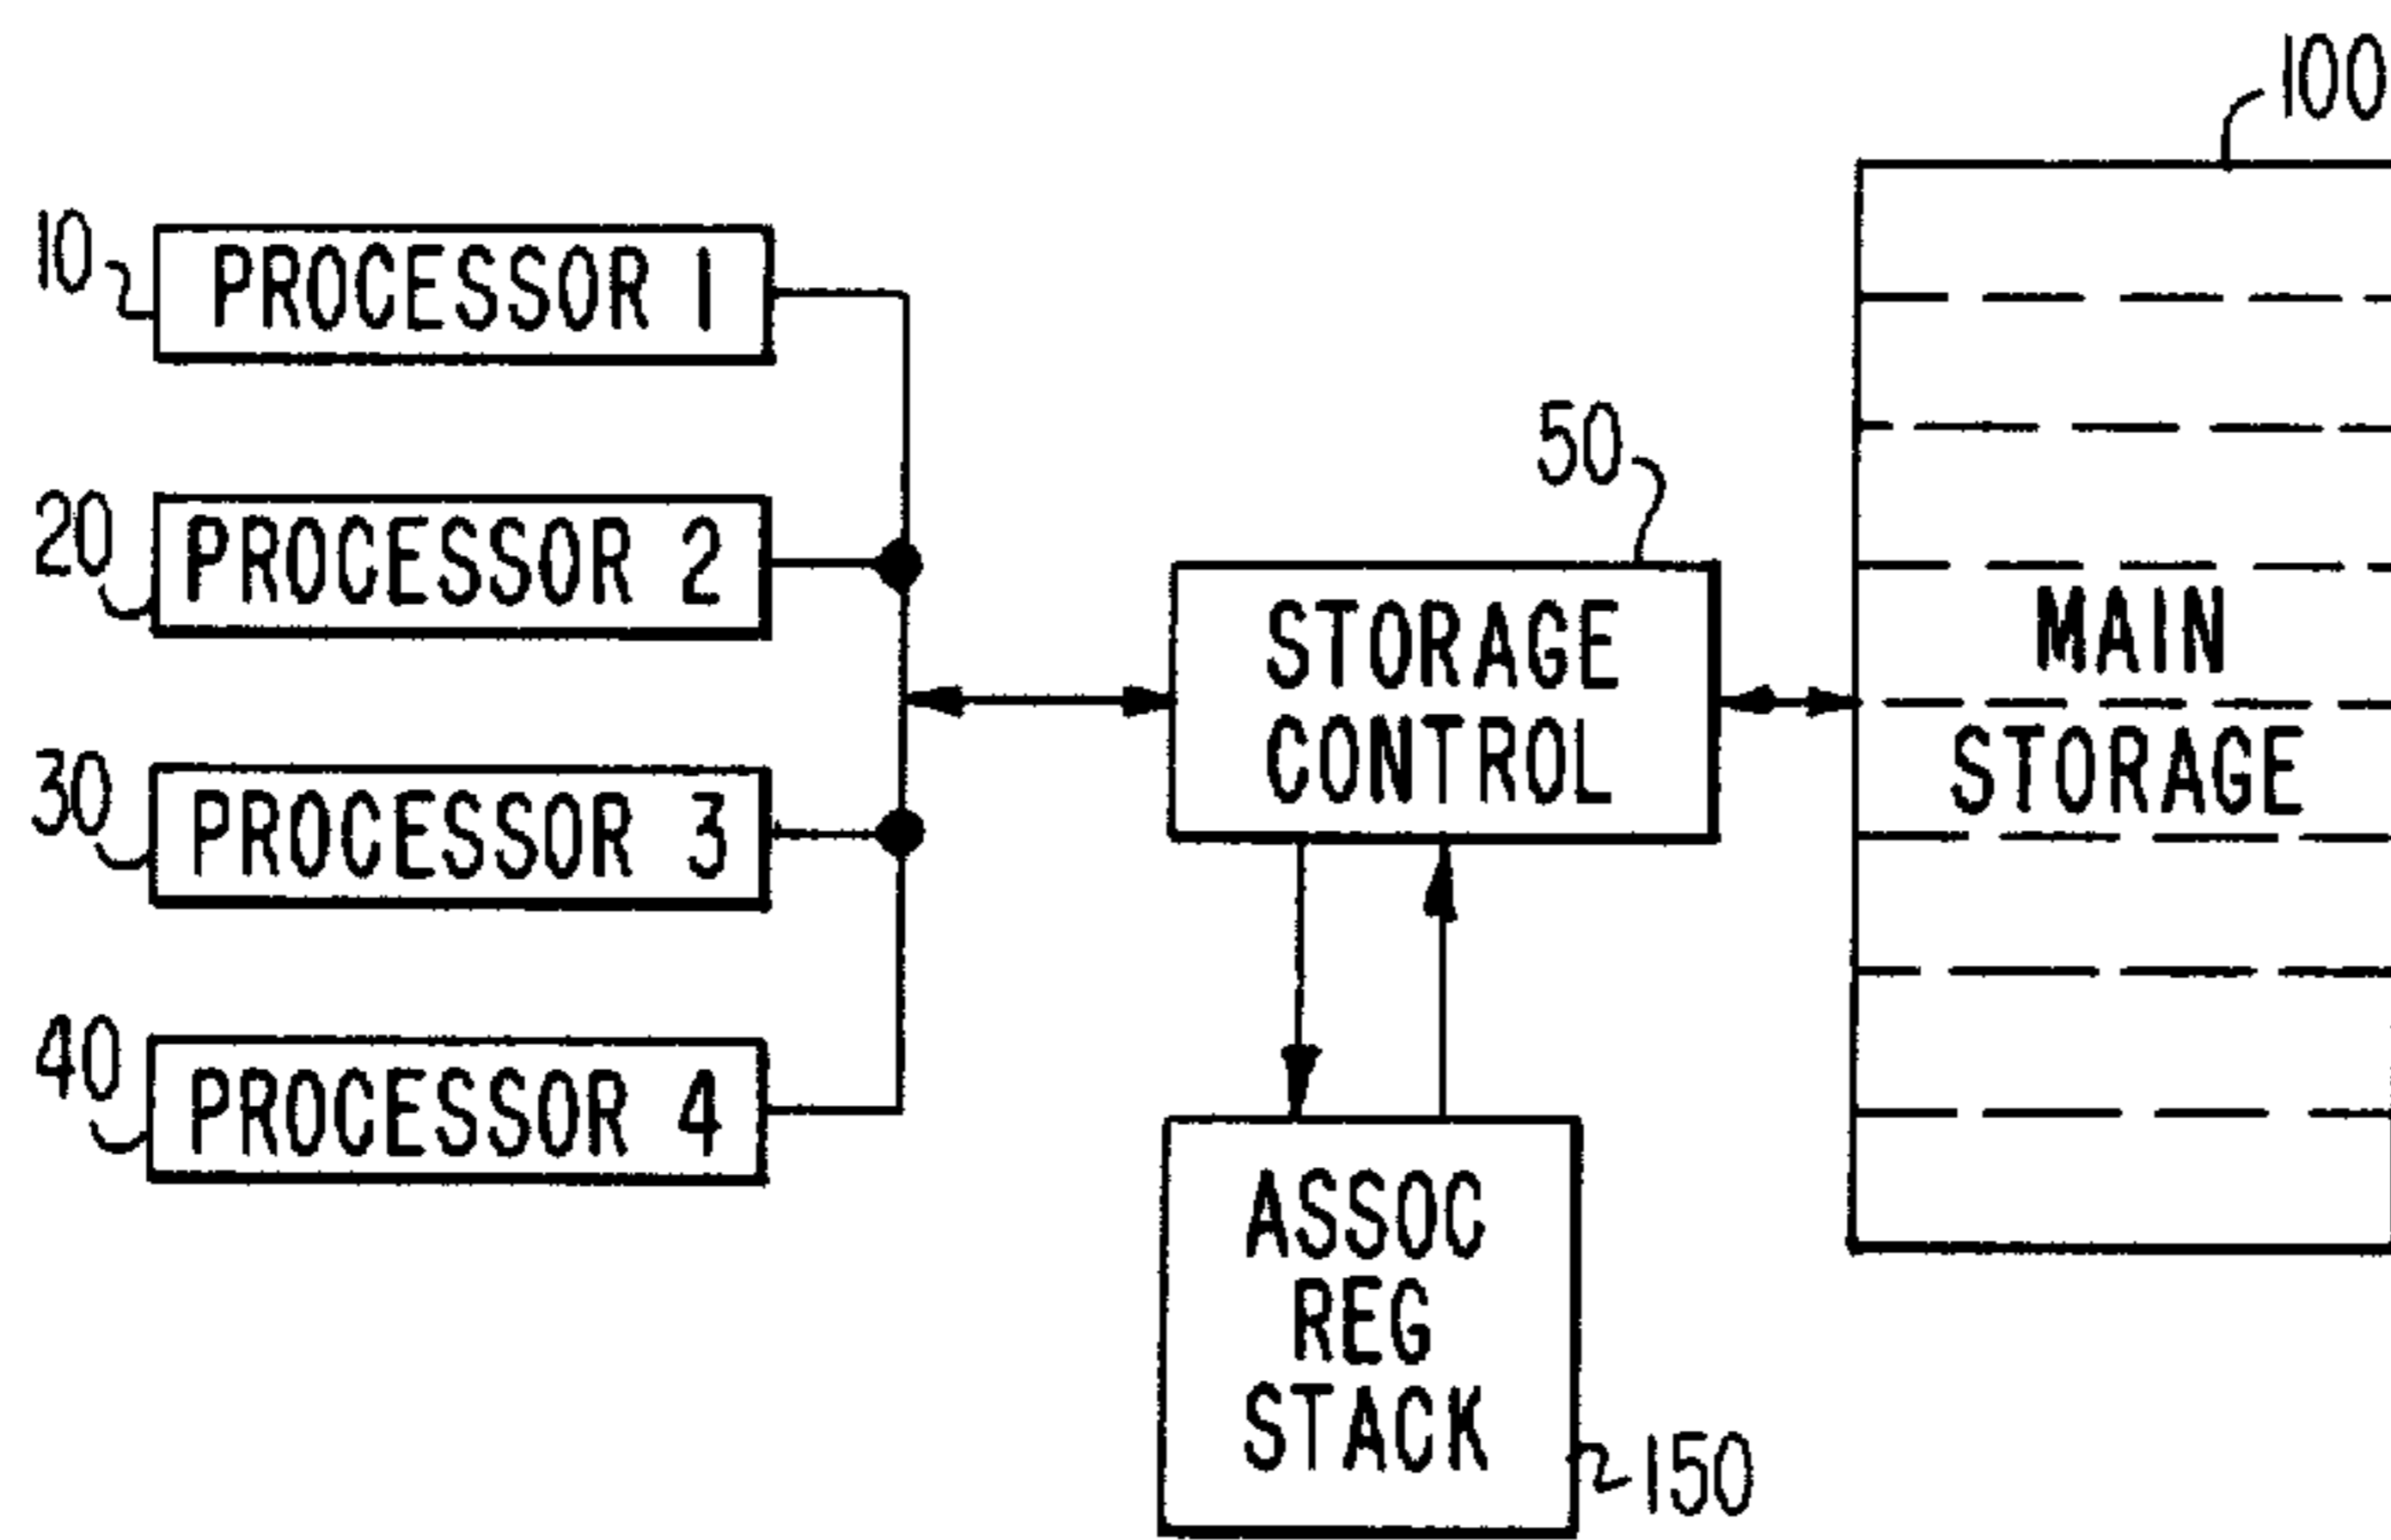 100
10
PROCESSOR 1
50
20
PROCESSOR 2
STORAGE
CONTROL
MAIN
STORAGE
30
PROCESSOR 3
40
PROCESSOR 4
ASSOC
REG
STACK
150